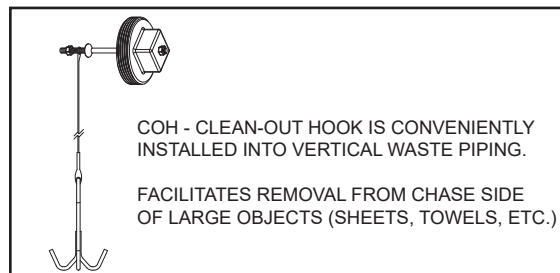 COH - CLEAN-OUT HOOK IS CONVENIENTLY
INSTALLED INTO VERTICAL WASTE PIPING.
FACILITATES REMOVAL FROM CHASE SIDE
OF LARGE OBJECTS (SHEETS, TOWELS, ETC.)